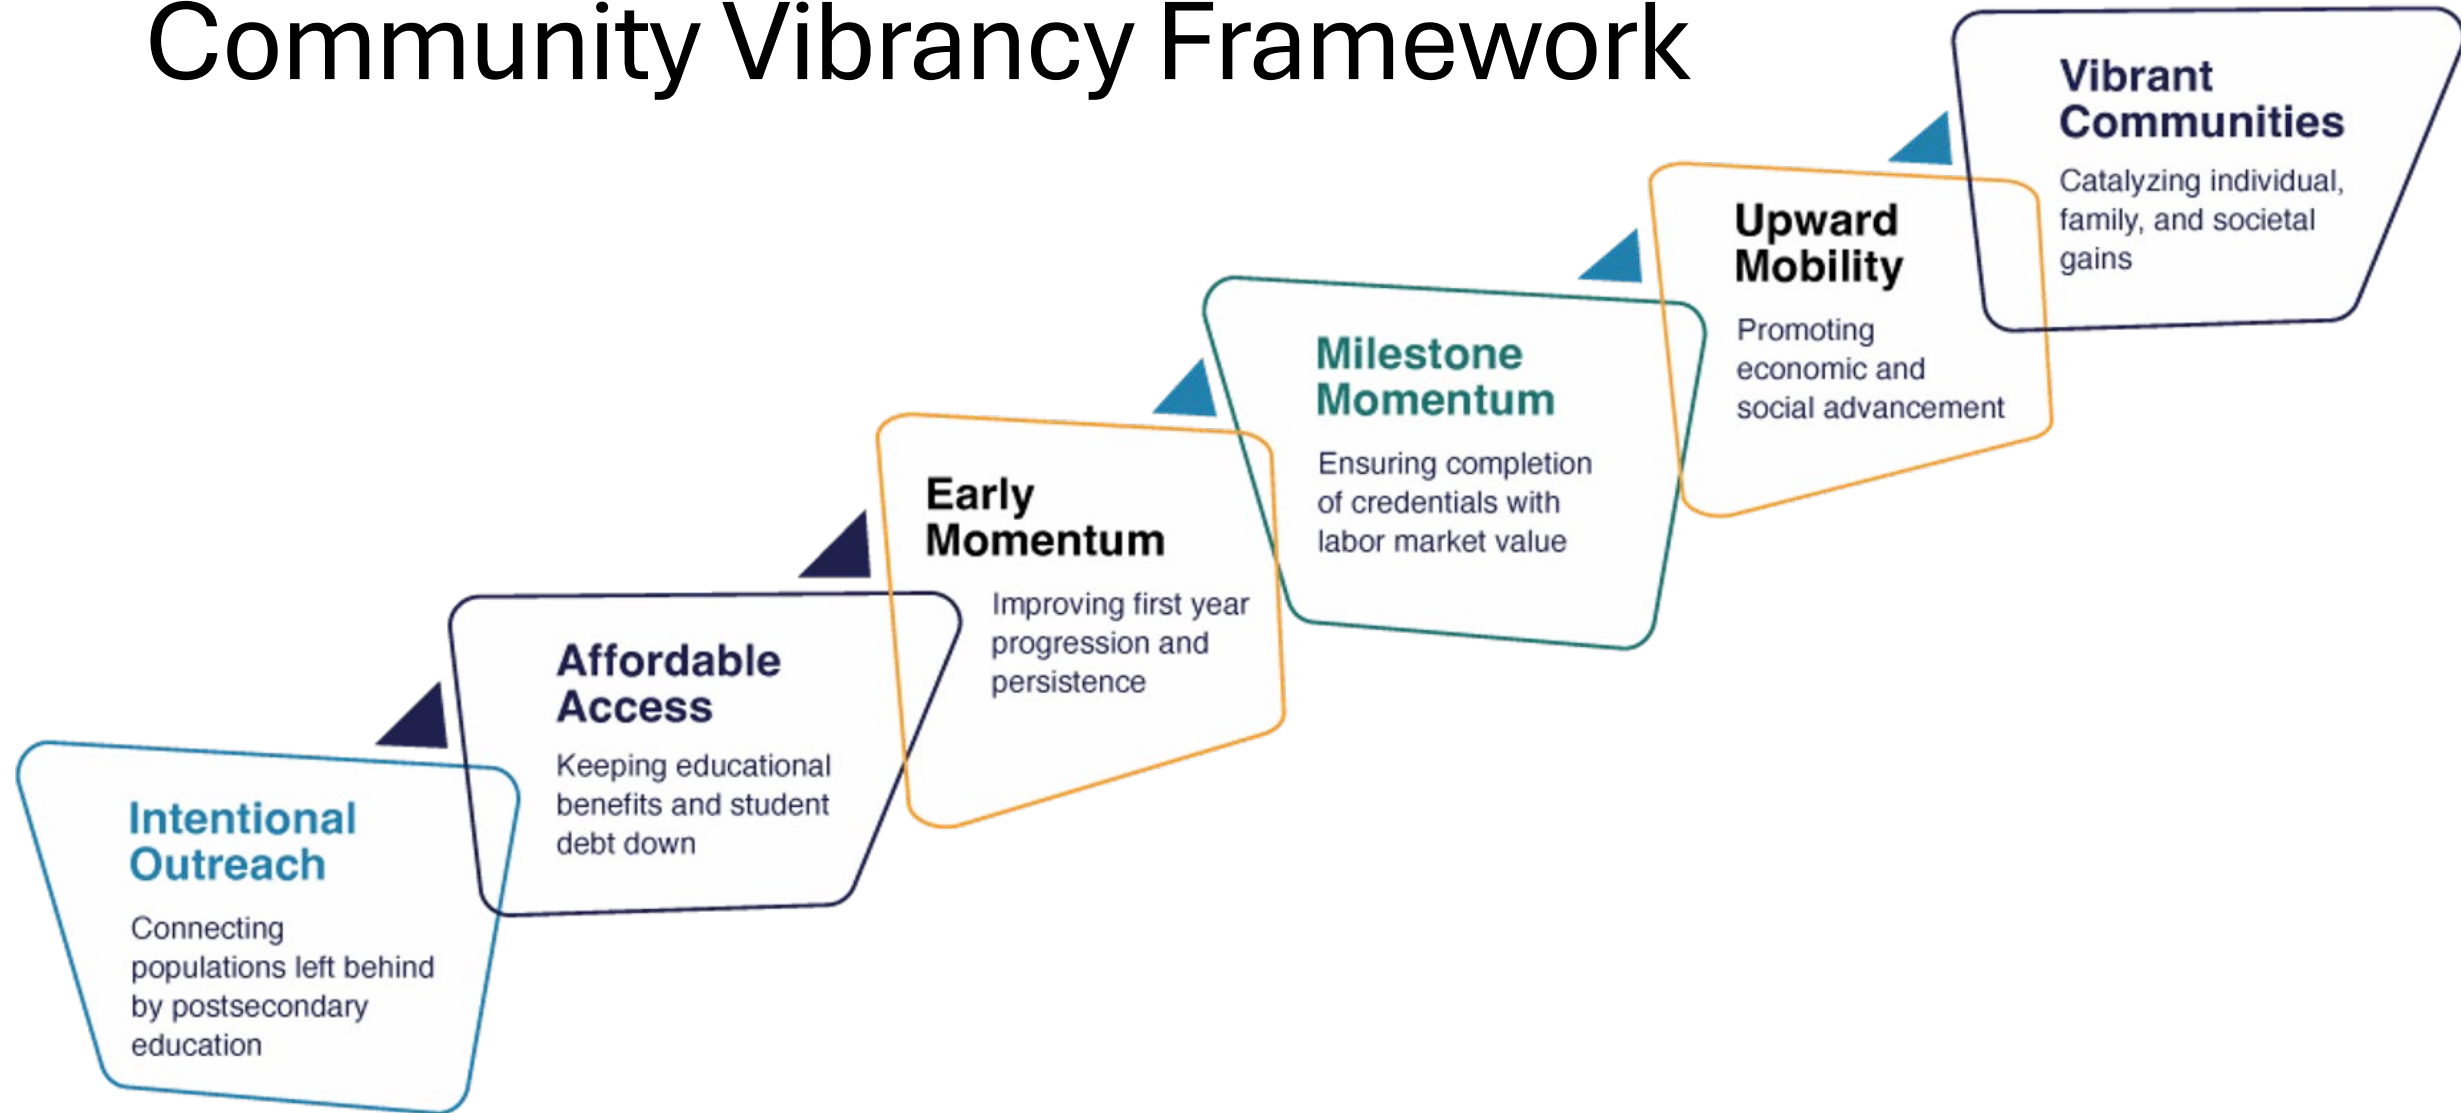 Community Vibrancy Framework
Intentional
Outreach
Connecting
populations left behind
by postsecondary
education
Affordable
Access
Keeping educational
benefits and student
debt down
Early
Momentum
Improving first year
progression and
persistence
Milestone
Momentum
Ensuring completion
of credentials with
labor market value
Upward
Mobility
Promoting
economic and
social advancement
Vibrant
Communities
Catalyzing individual,
family, and societal
gains